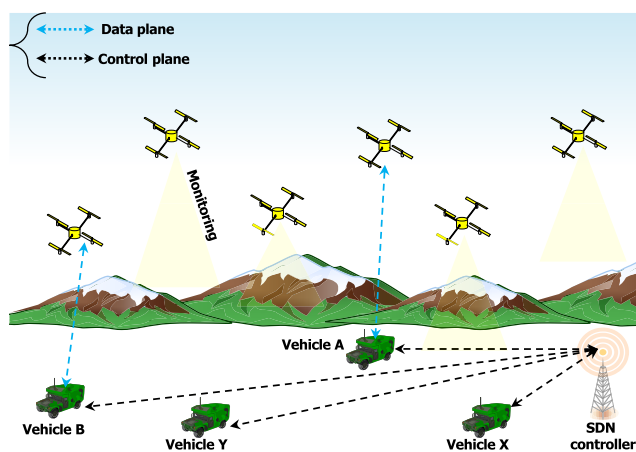 Data plane
Control plane
Monitoring
Vehicle A
Vehicle B
Vehicle Y
Vehicle X
SDN
controller